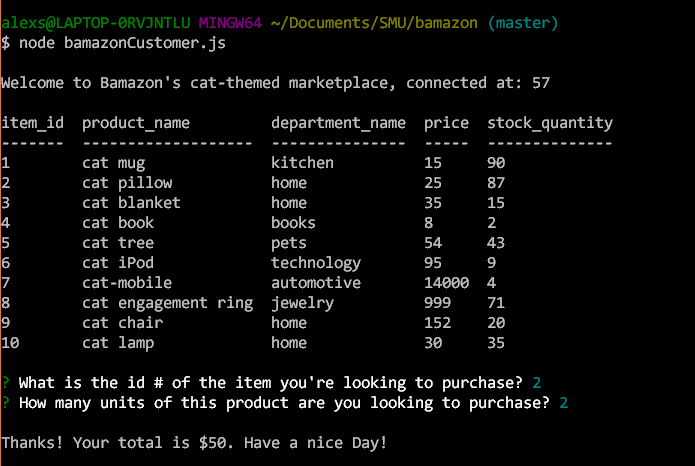 alexs@LAPTOP-0RVJNTLU MINGW64 ~/Documents/SMU/bamazon (master)
$ node bamazonCustomer.js
Welcome to Bamazon's cat-themed marketplace, connected at: 57
item_id  product_name         department_name  price  stock_quantity
-------  -------------------  ---------------  -----  --------------
1        cat mug              kitchen          15     90
2        cat pillow           home             25     87
3        cat blanket          home             35     15
4        cat book             books            8      2
5        cat tree             pets             54     43
6        cat iPod             technology       95     9
7        cat-mobile           automotive       14000  4
8        cat engagement ring  jewelry          999    71
9        cat chair            home             152    20
10       cat lamp             home             30     35
? What is the id # of the item you're looking to purchase? 2
? How many units of this product are you looking to purchase? 2
Thanks! Your total is $50. Have a nice Day!